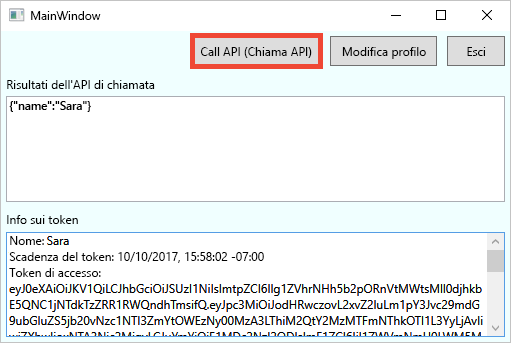 MainWindow
Call API (Chiama API)
Modifica profilo
Esci
Risultati dell'API di chiamata
{"name":"Sara"}
Info sui token
Nome: Sara
Scadenza del token: 10/10/2017, 15:58:02 -07:00
Token di accesso:
eyJ0eXAiOiJKV1QiLCJhbGciOiJSUzI1NiIsImtpZCI6Ilg1ZVhrNHh5b2pORnVtMWtsMll0djhkb
E5QNC1jNTdkTzZRR1RWQndhTmsifQ.eyJpc3MiOiJodHRwczovL2xvZ2luLm1pY3Jvc29mdG
9ubGluZS5jb20vNzc1NTI3ZmYtOWEzNy00MzA3LThiM2QtY2MzMTFmNThkOTI1L3YyLjAvIi